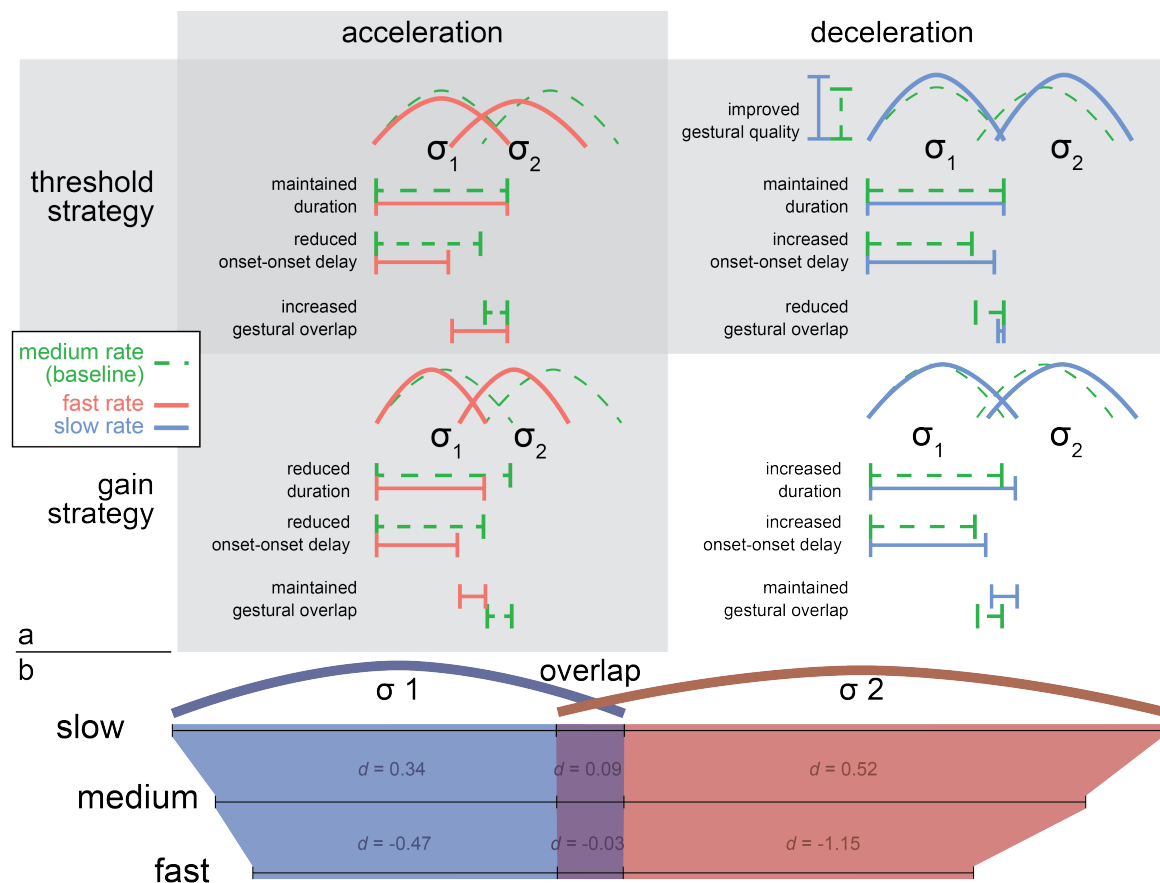 acceleration
deceleration
threshold
strategy
σ1
σ2
maintained
duration
reduced
onset-onset delay
increased
gestural overlap
improved
gestural quality
σ1
σ2
maintained
duration
increased
onset-onset delay
reduced
gestural overlap
medium rate
(baseline)
fast rate
slow rate
gain
strategy
σ1
σ2
reduced
duration
reduced
onset-onset delay
maintained
gestural overlap
σ1
σ2
increased
duration
increased
onset-onset delay
maintained
gestural overlap
a
b
σ 1
overlap
σ 2
slow
d = 0.34
d = 0.09
d = 0.52
medium
d = -0.47
d = -0.03
d = -1.15
fast